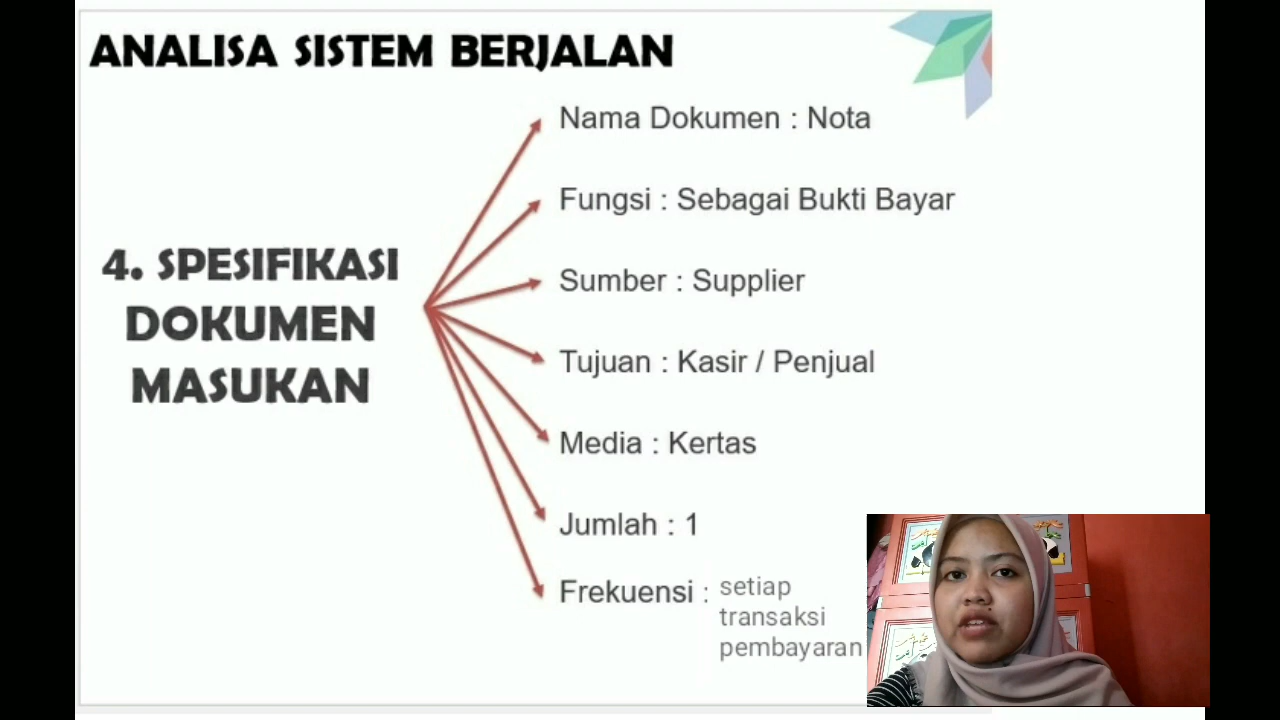 ANALISA SISTEM BERJALAN
4. SPESIFIKASI
DOKUMEN
MASUKAN
Nama Dokumen : Nota
Fungsi : Sebagai Bukti Bayar
Sumber : Supplier
Tujuan : Kasir / Penjual
Media : Kertas
Jumlah : 1
Frekuensi : setiap
transaksi
pembayaran